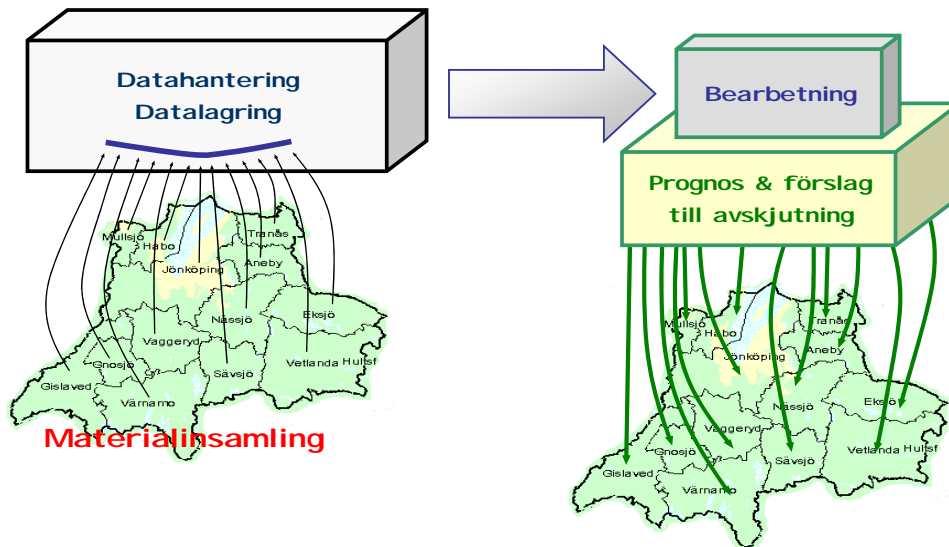 Datahantering
Datalagring
Bearbetning
Prognos & förslag
till avskjutning
Mullsjö
Habo
Tranås
Jönköping
Aneby
Nässjö
Eksjö
Vaggeryd
Gnosjö
Vetlanda
Hultsf
Gislaved
Sävsjö
Värnamo
Materialinsamling
Mullsjö
Habo
Tranås
Jönköping
Aneby
Nässjö
Eksjö
Vaggeryd
Gnosjö
Vetlanda
Hultsf
Gislaved
Sävsjö
Värnamo